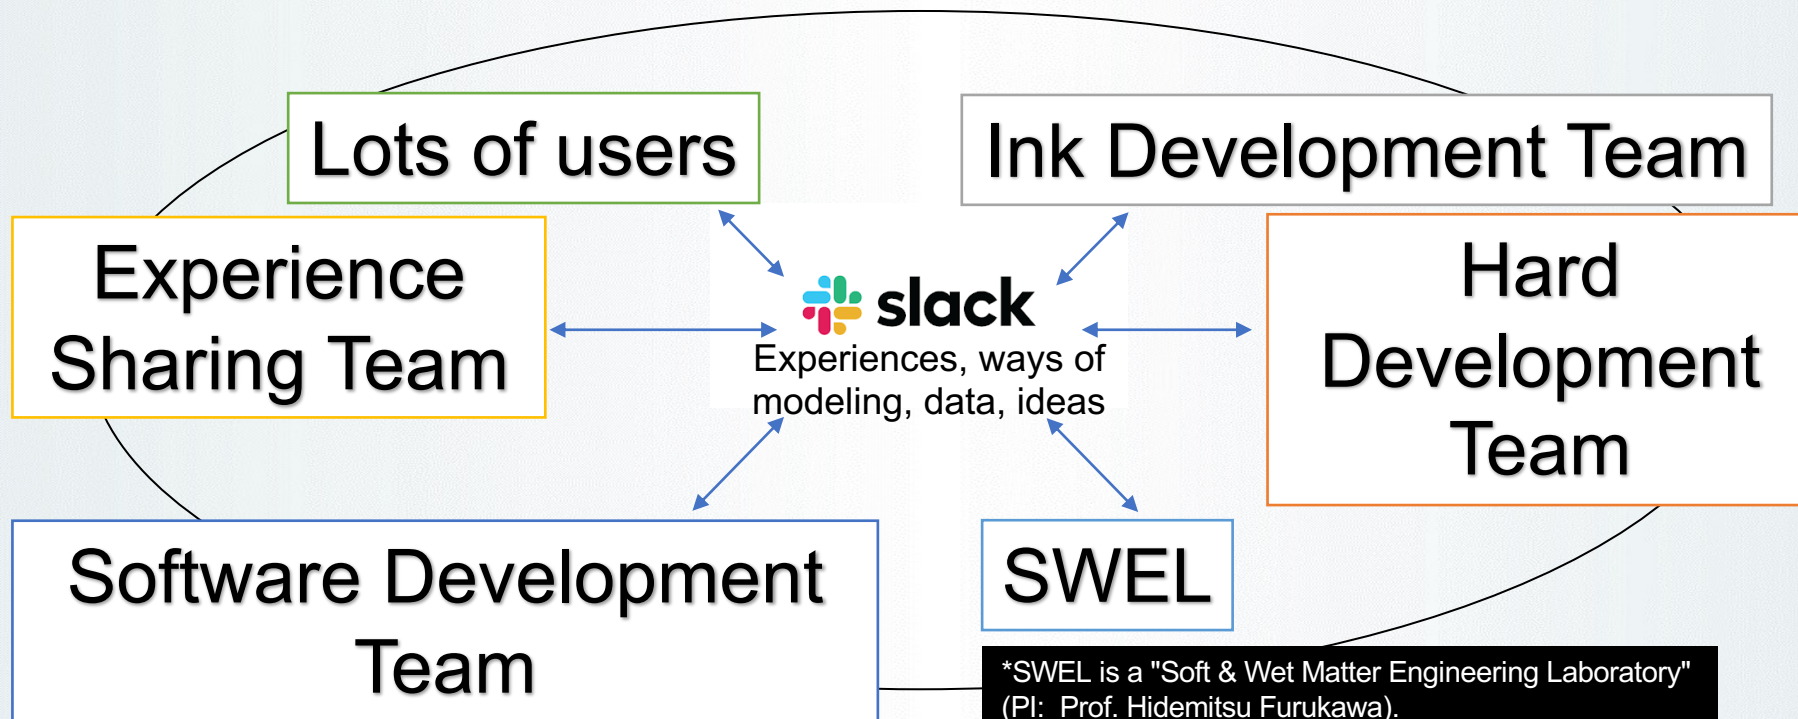 Lots of users
Ink Development Team
Experience
Sharing Team
slack
Experiences, ways of
modeling, data, ideas
Hard
Development
Team
Software Development
Team
SWEL
*SWEL is a "Soft & Wet Matter Engineering Laboratory"
(PI: Prof. Hidemitsu Furukawa).